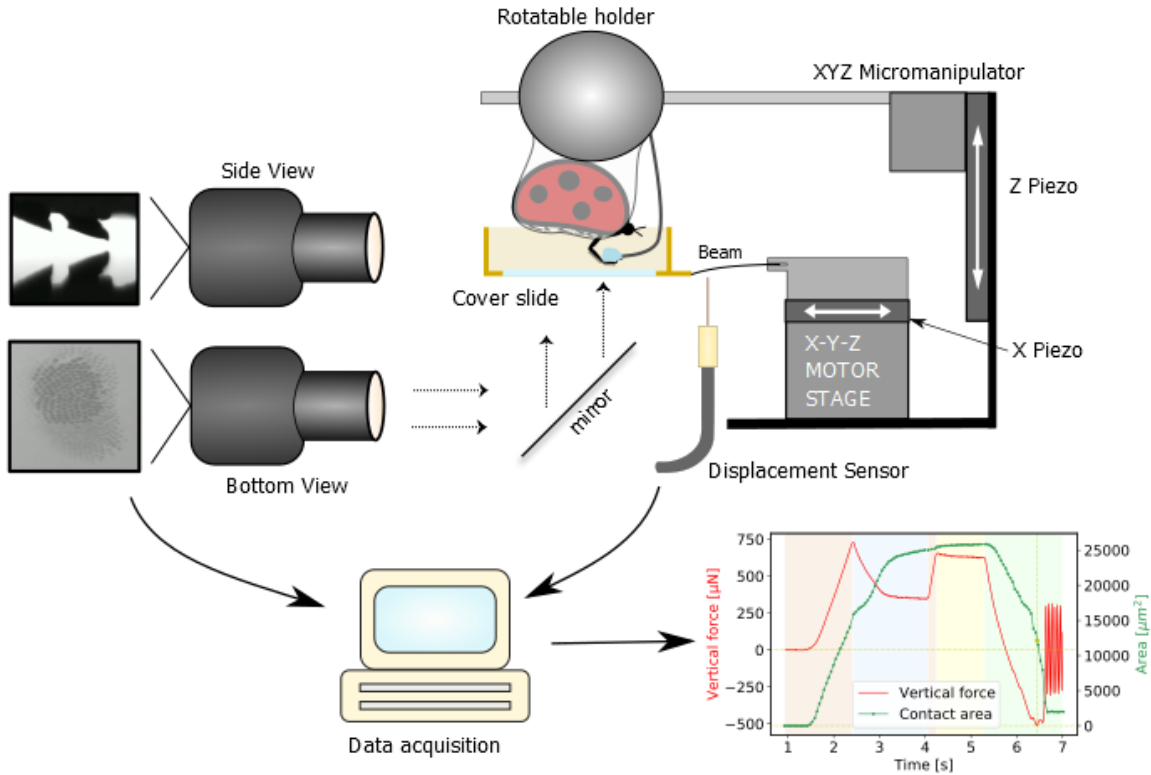 Rotatable holder
XYZ Micromanipulator
Side View
Z Piezo
Beam
Cover slide
X Piezo
X-Y-Z
MOTOR
STAGE
mirror
Displacement Sensor
Bottom View
Data acquisition
Vertical force [μN]
750
500
250
0
−250
−500
25000
20000
15000
10000
5000
0
Area [μm²]
Vertical force
Contact area
1 2 3 4 5 6 7
Time [s]